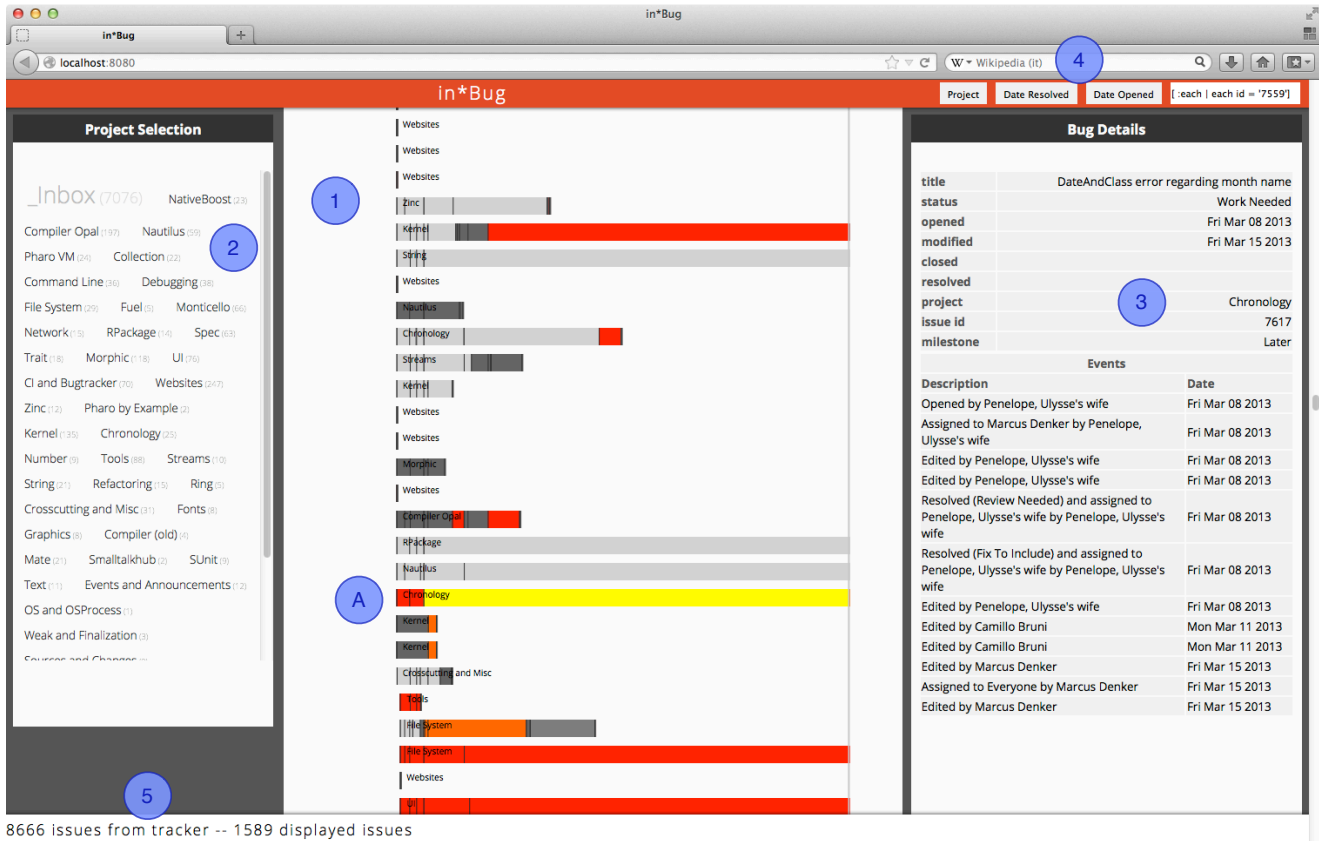 in*Bug
in*Bug
localhost:8080
W Wikipedia (it)
4
in*Bug
Project
Date Resolved
Date Opened
[ :each | each id = '7559']
Project Selection
_Inbox (7076) NativeBoost (23)
Compiler Opal (197) Nautilus (59)
Pharo VM (24) Collection (22)
2
Command Line (36) Debugging (38)
File System (29) Fuel (5) Monticello (66)
Network (15) RPackage (14) Spec (63)
Trait (18) Morphic (118) UI (76)
CI and Bugtracker (70) Websites (247)
Zinc (12) Pharo by Example (2)
Kernel (135) Chronology (25)
Number (9) Tools (88) Streams (10)
String (21) Refactoring (15) Ring (5)
Crosscutting and Misc (31) Fonts (8)
Graphics (8) Compiler (old) (4)
Mate (21) Smalltalkhub (2) SUnit (9)
Text (11) Events and Announcements (12)
OS and OSProcess (1)
Weak and Finalization (3)
Sources and Changes
5
Websites
Websites
Websites
1
Zinc
Kernel
String
Websites
Nautilus
Chronology
Streams
Kernel
Websites
Websites
Morphic
Websites
Compiler Opal
RPackage
Nautilus
A
Chronology
Kernel
Kernel
Crosscutting and Misc
Tools
File System
File System
Websites
UI
Bug Details
title DateAndClass error regarding month name
status Work Needed
opened Fri Mar 08 2013
modified Fri Mar 15 2013
closed
resolved
project Chronology
3
issue id 7617
milestone Later
Events
Description Date
Opened by Penelope, Ulysse's wife Fri Mar 08 2013
Assigned to Marcus Denker by Penelope,
Ulysse's wife Fri Mar 08 2013
Edited by Penelope, Ulysse's wife Fri Mar 08 2013
Edited by Penelope, Ulysse's wife Fri Mar 08 2013
Resolved (Review Needed) and assigned to
Penelope, Ulysse's wife by Penelope, Ulysse's Fri Mar 08 2013
wife
Resolved (Fix To Include) and assigned to
Penelope, Ulysse's wife by Penelope, Ulysse's Fri Mar 08 2013
wife
Edited by Penelope, Ulysse's wife Fri Mar 08 2013
Edited by Camillo Bruni Mon Mar 11 2013
Edited by Camillo Bruni Mon Mar 11 2013
Edited by Marcus Denker Fri Mar 15 2013
Assigned to Everyone by Marcus Denker Fri Mar 15 2013
Edited by Marcus Denker Fri Mar 15 2013
8666 issues from tracker -- 1589 displayed issues